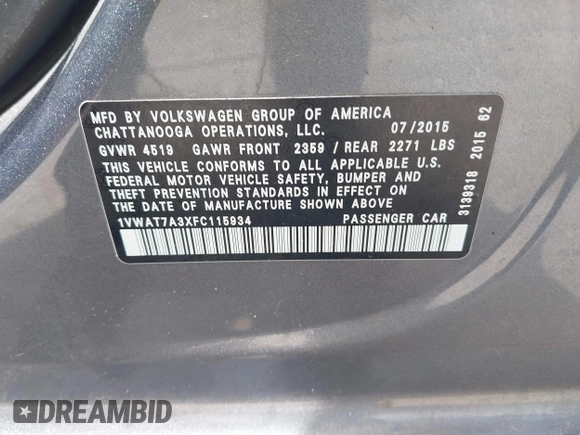 MFD BY VOLKSWAGEN GROUP OF AMERICA
CHATTANOOGA OPERATIONS, LLC. 07/2015
GVWR 4519 GAWR FRONT 2359 / REAR 2271 LBS
THIS VEHICLE CONFORMS TO ALL APPLICABLE U.S.
FEDERAL MOTOR VEHICLE SAFETY, BUMPER AND
THEFT PREVENTION STANDARDS IN EFFECT ON
THE DATE OF MANUFACTURE SHOWN ABOVE
1VWAT7A3XFC115934 PASSENGER CAR
3139318 2015 62
DREAMBID